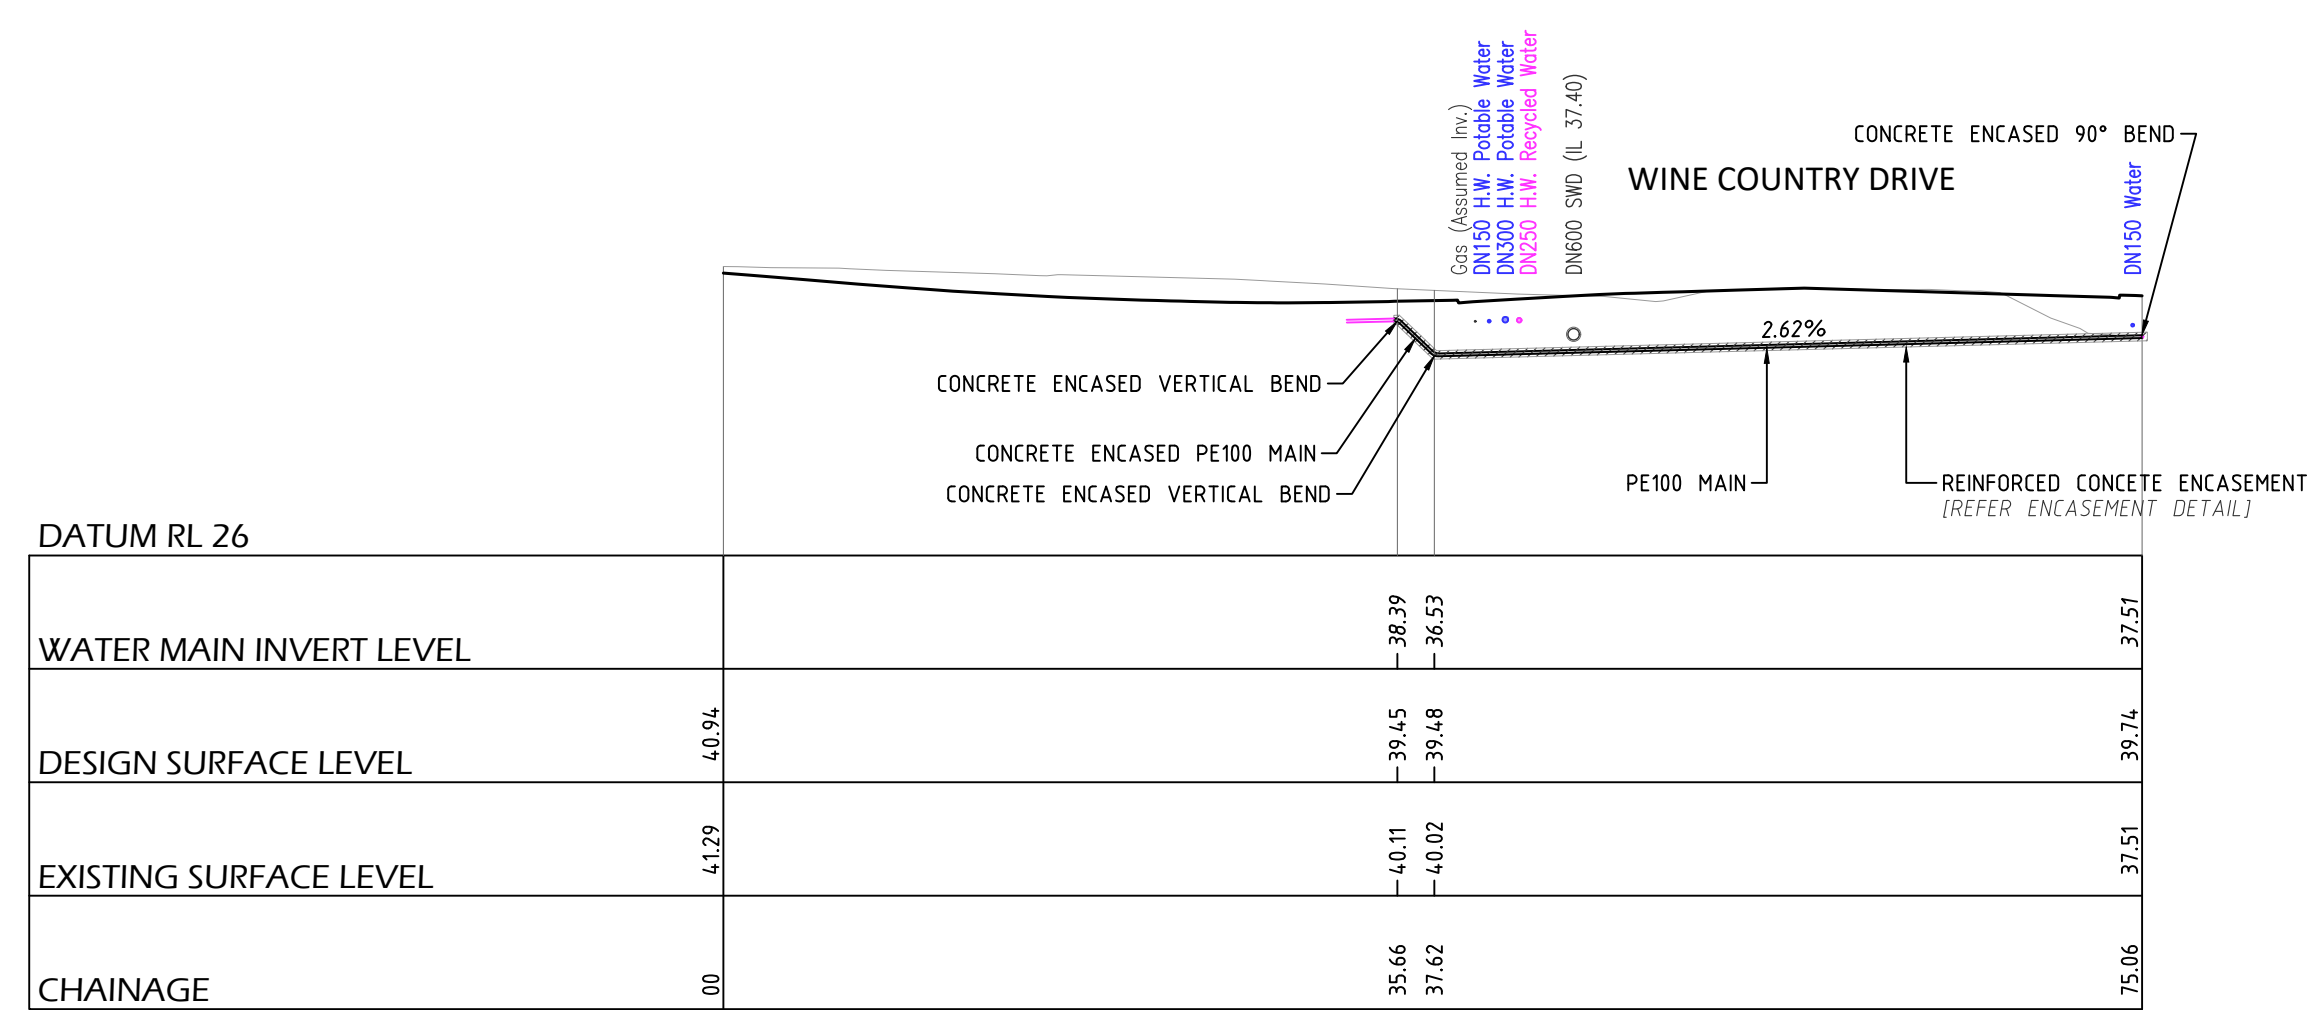 Gas (Assumed Inv.)
DN150 H.W. Potable Water
DN300 H.W. Potable Water
DN250 H.W. Recycled Water
DN600 SWD (IL 37.40)
WINE COUNTRY DRIVE
CONCRETE ENCASED 90° BEND
DN150 Water
2.62%
CONCRETE ENCASED VERTICAL BEND
CONCRETE ENCASED PE100 MAIN
CONCRETE ENCASED VERTICAL BEND
PE100 MAIN
REINFORCED CONCETE ENCASEMENT
[REFER ENCASEMENT DETAIL]
DATUM RL 26
WATER MAIN INVERT LEVEL 38.39 36.53 37.51
DESIGN SURFACE LEVEL 40.94 39.45 39.48 39.74
EXISTING SURFACE LEVEL 41.29 40.11 40.02 37.51
CHAINAGE 00 35.66 37.62 75.06